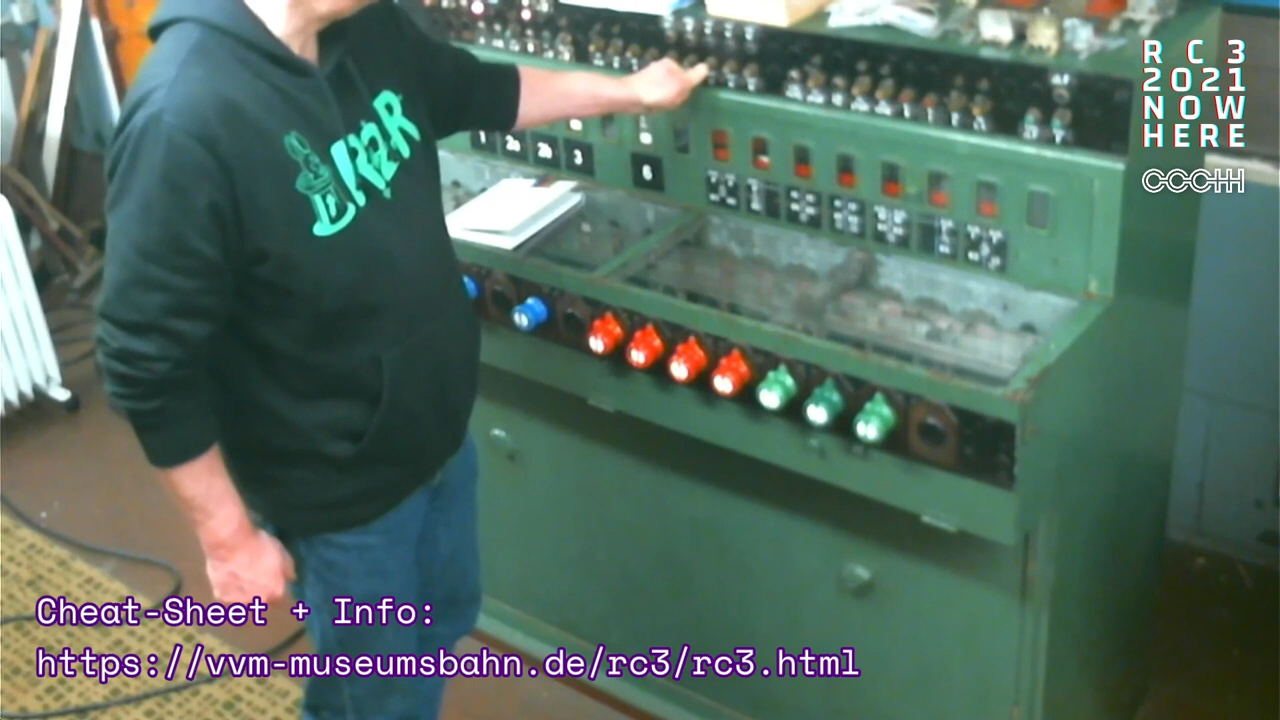 RC3
2021
NOW
HERE
CCCHH
R2R
1 2a 2b 3
6
Cheat-Sheet + Info:
https://vvm-museumsbahn.de/rc3/rc3.html